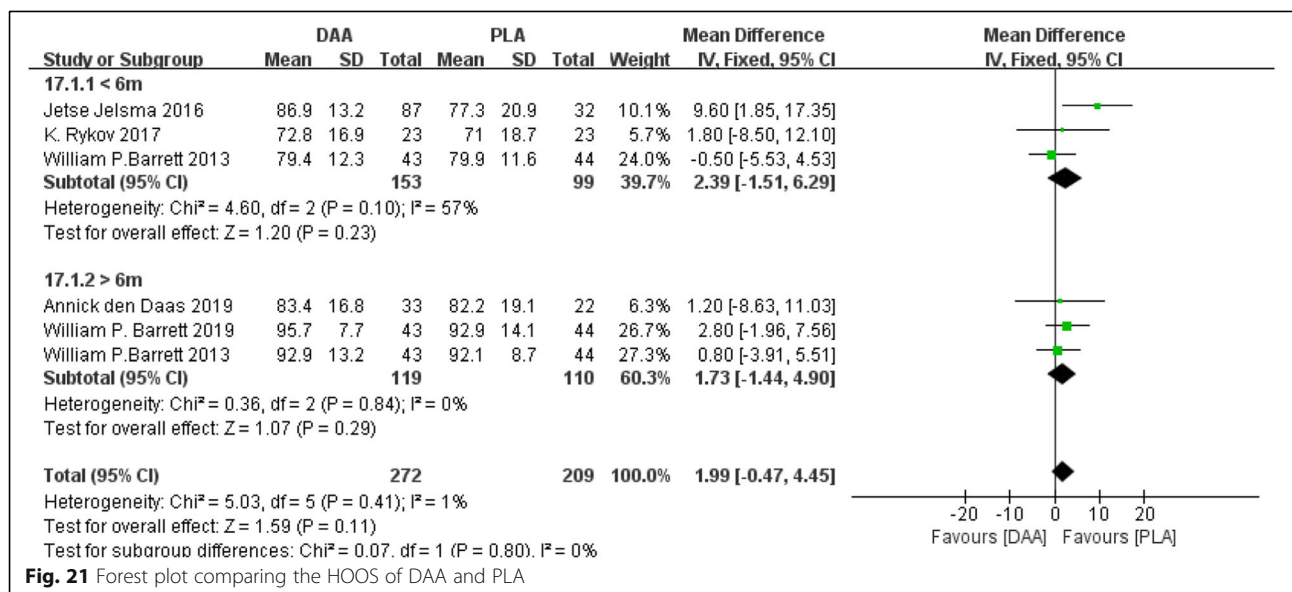 DAA PLA Mean Difference Mean Difference
Study or Subgroup Mean SD Total Mean SD Total Weight IV, Fixed, 95% CI IV, Fixed, 95% CI
17.1.1 < 6m
Jetse Jelsma 2016 86.9 13.2 87 77.3 20.9 32 10.1% 9.60 [1.85, 17.35]
K. Rykov 2017 72.8 16.9 23 71 18.7 23 5.7% 1.80 [-8.50, 12.10]
William P.Barrett 2013 79.4 12.3 43 79.9 11.6 44 24.0% -0.50 [-5.53, 4.53]
Subtotal (95% CI) 153 99 39.7% 2.39 [-1.51, 6.29]
Heterogeneity: Chi² = 4.60, df = 2 (P = 0.10); I² = 57%
Test for overall effect: Z = 1.20 (P = 0.23)
17.1.2 > 6m
Annick den Daas 2019 83.4 16.8 33 82.2 19.1 22 6.3% 1.20 [-8.63, 11.03]
William P. Barrett 2019 95.7 7.7 43 92.9 14.1 44 26.7% 2.80 [-1.96, 7.56]
William P.Barrett 2013 92.9 13.2 43 92.1 8.7 44 27.3% 0.80 [-3.91, 5.51]
Subtotal (95% CI) 119 110 60.3% 1.73 [-1.44, 4.90]
Heterogeneity: Chi² = 0.36, df = 2 (P = 0.84); I² = 0%
Test for overall effect: Z = 1.07 (P = 0.29)
Total (95% CI) 272 209 100.0% 1.99 [-0.47, 4.45]
Heterogeneity: Chi² = 5.03, df = 5 (P = 0.41); I² = 1%
Test for overall effect: Z = 1.59 (P = 0.11)
Test for subgroup differences: Chi² = 0.07, df = 1 (P = 0.80), I² = 0%
-20 -10 0 10 20
Favours [DAA] Favours [PLA]
Fig. 21 Forest plot comparing the HOOS of DAA and PLA